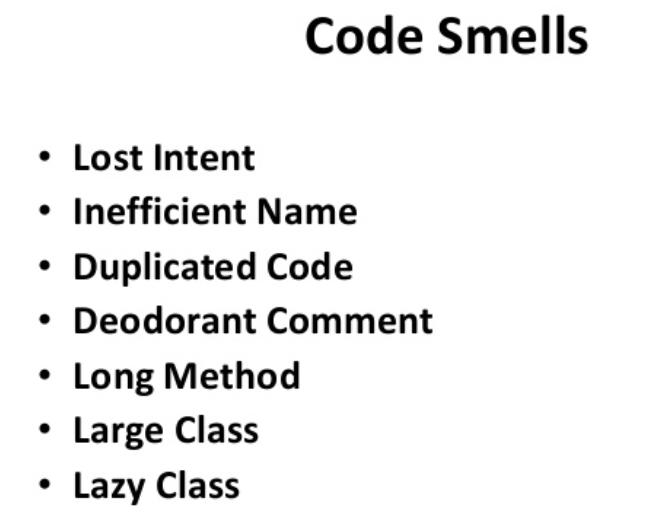 Code Smells
• Lost Intent
• Inefficient Name
• Duplicated Code
• Deodorant Comment
• Long Method
• Large Class
• Lazy Class